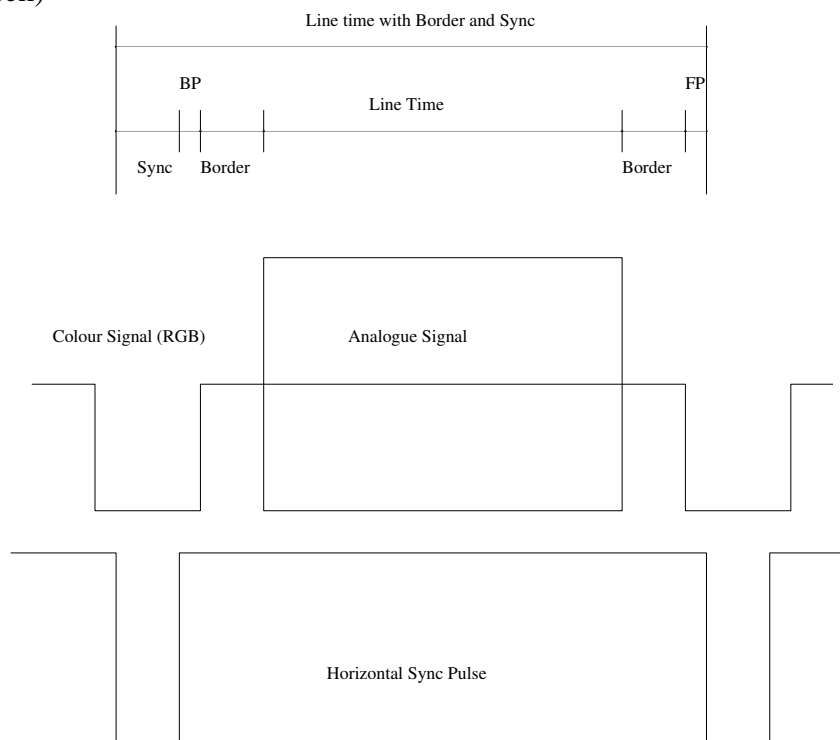 Line time with Border and Sync
BP
FP
Line Time
Sync
Border
Border
Colour Signal (RGB)
Analogue Signal
Horizontal Sync Pulse